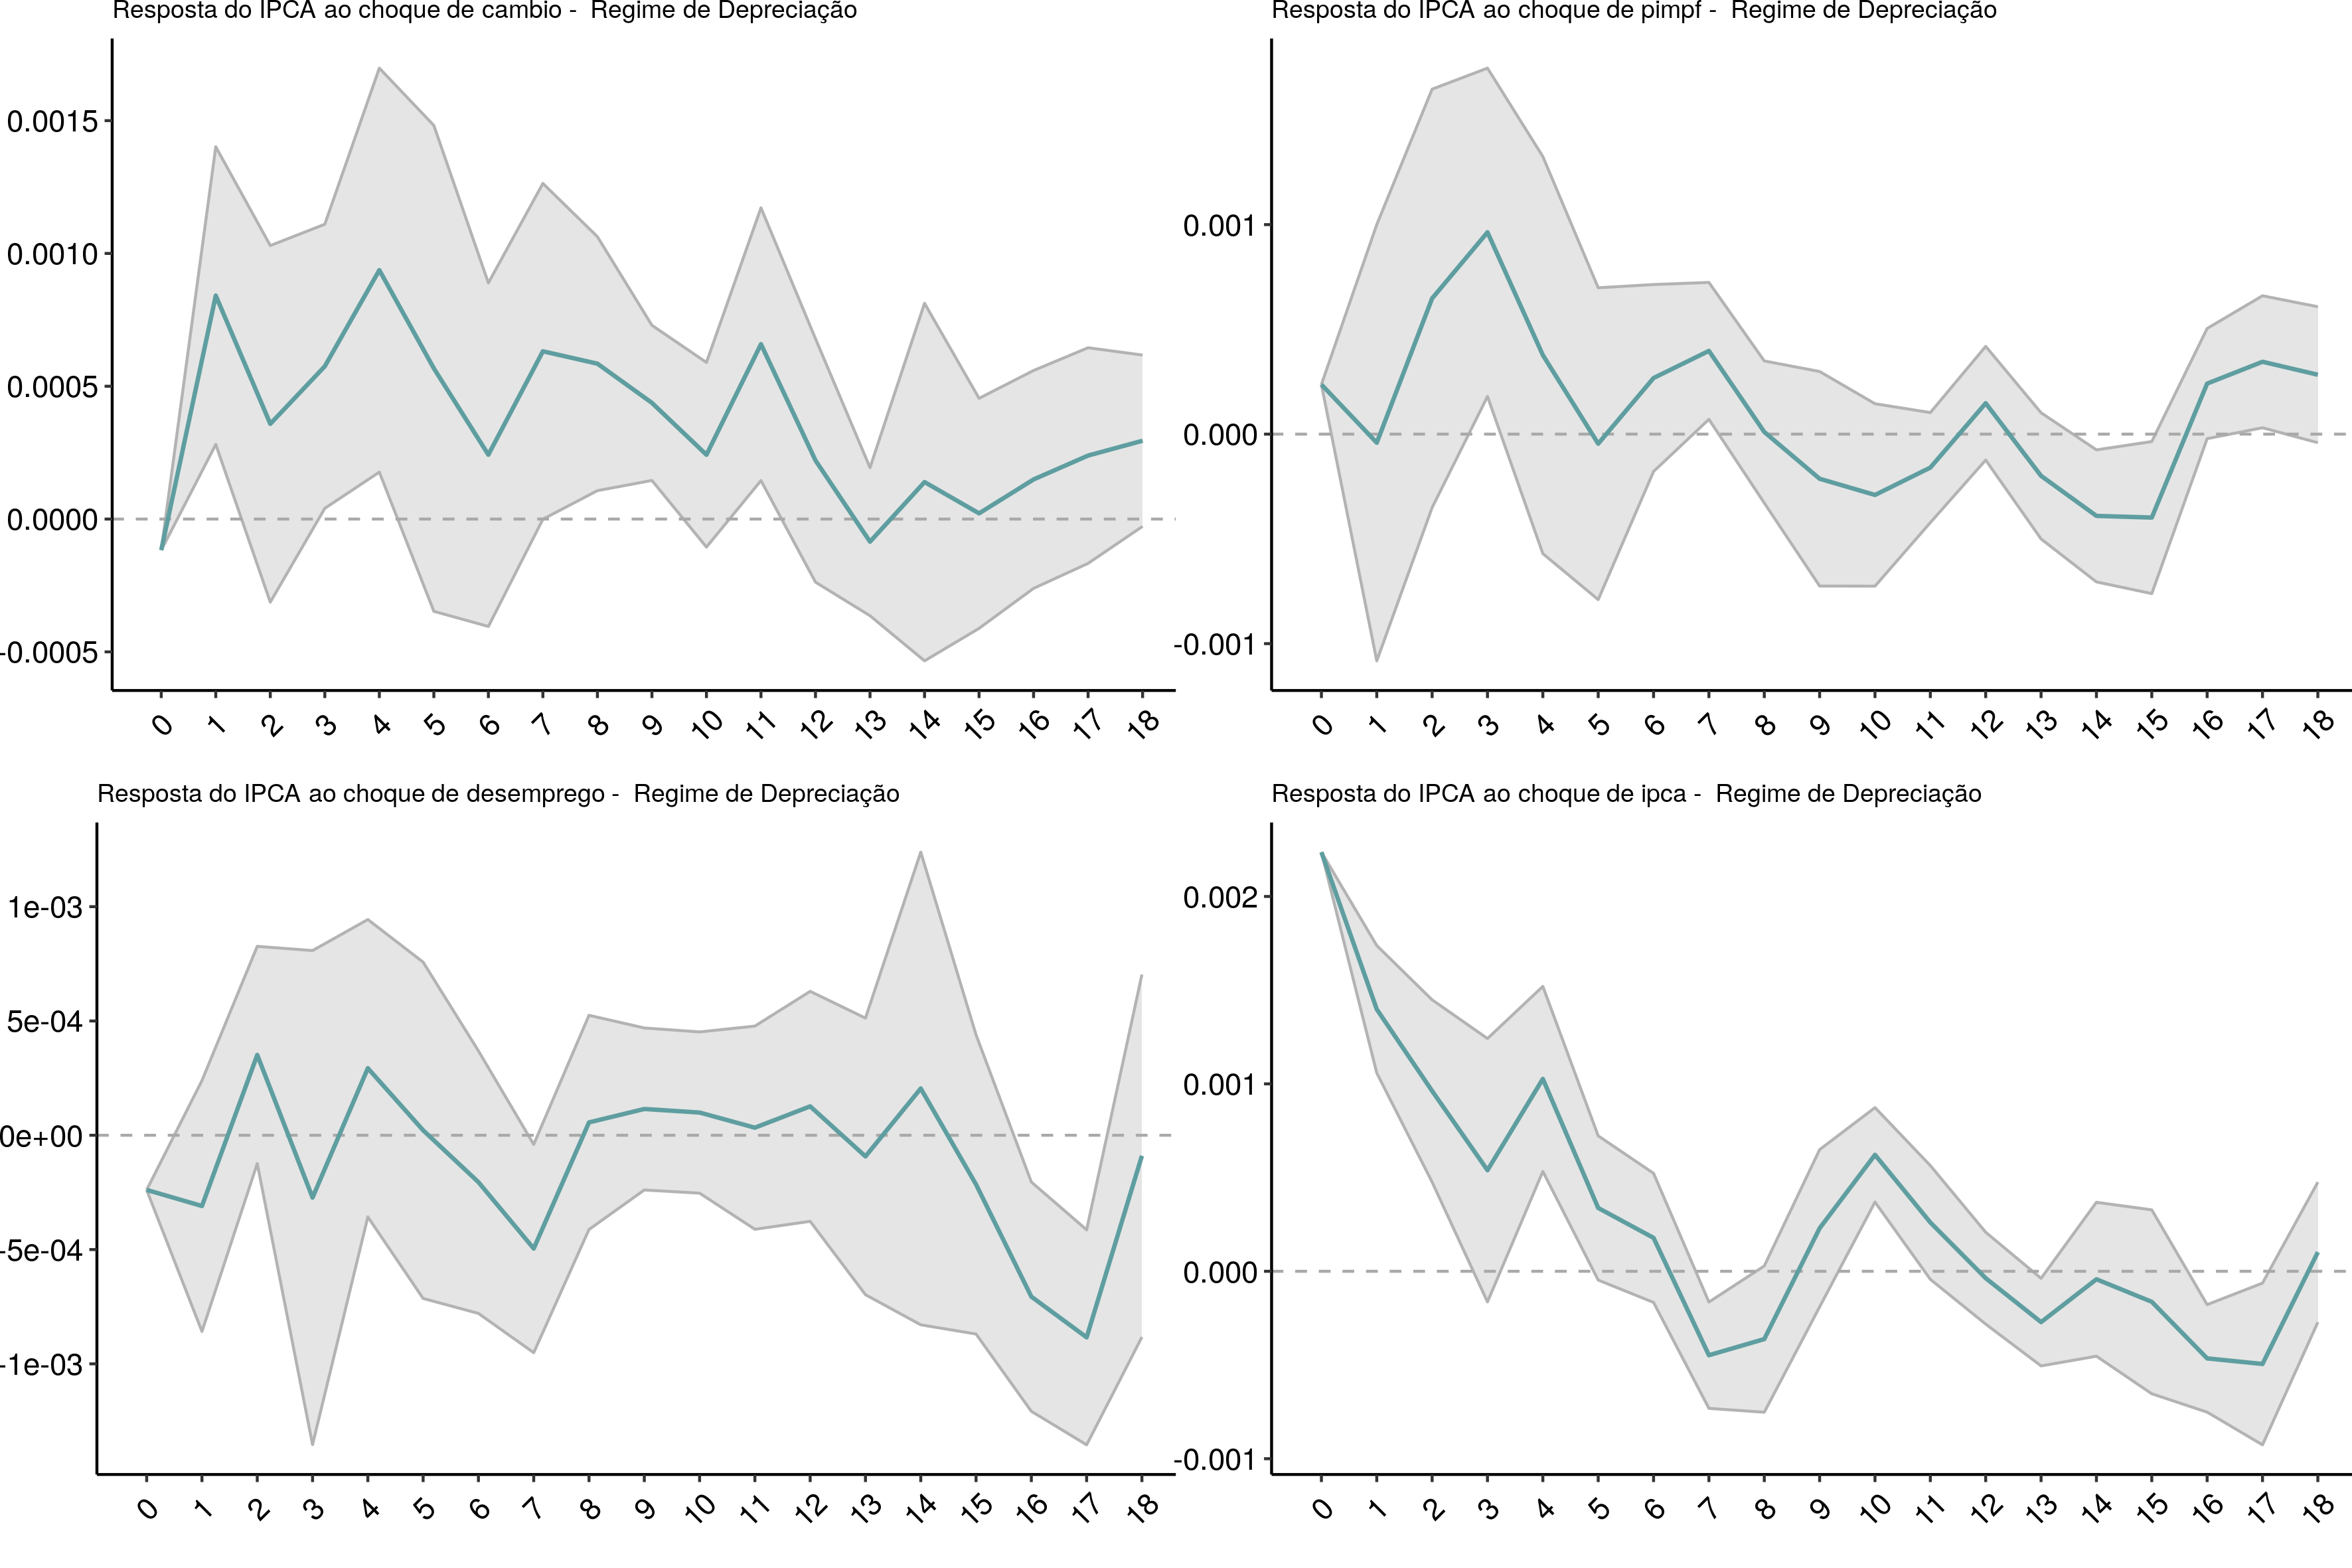 Resposta do IPCA ao choque de cambio -  Regime de Depreciação
0.0015
0.0010
0.0005
0.0000
-0.0005
0 1 2 3 4 5 6 7 8 9 10 11 12 13 14 15 16 17 18
Resposta do IPCA ao choque de pimpf -  Regime de Depreciação
0.001
0.000
-0.001
0 1 2 3 4 5 6 7 8 9 10 11 12 13 14 15 16 17 18
Resposta do IPCA ao choque de desemprego -  Regime de Depreciação
1e-03
5e-04
0e+00
-5e-04
-1e-03
0 1 2 3 4 5 6 7 8 9 10 11 12 13 14 15 16 17 18
Resposta do IPCA ao choque de ipca -  Regime de Depreciação
0.002
0.001
0.000
-0.001
0 1 2 3 4 5 6 7 8 9 10 11 12 13 14 15 16 17 18